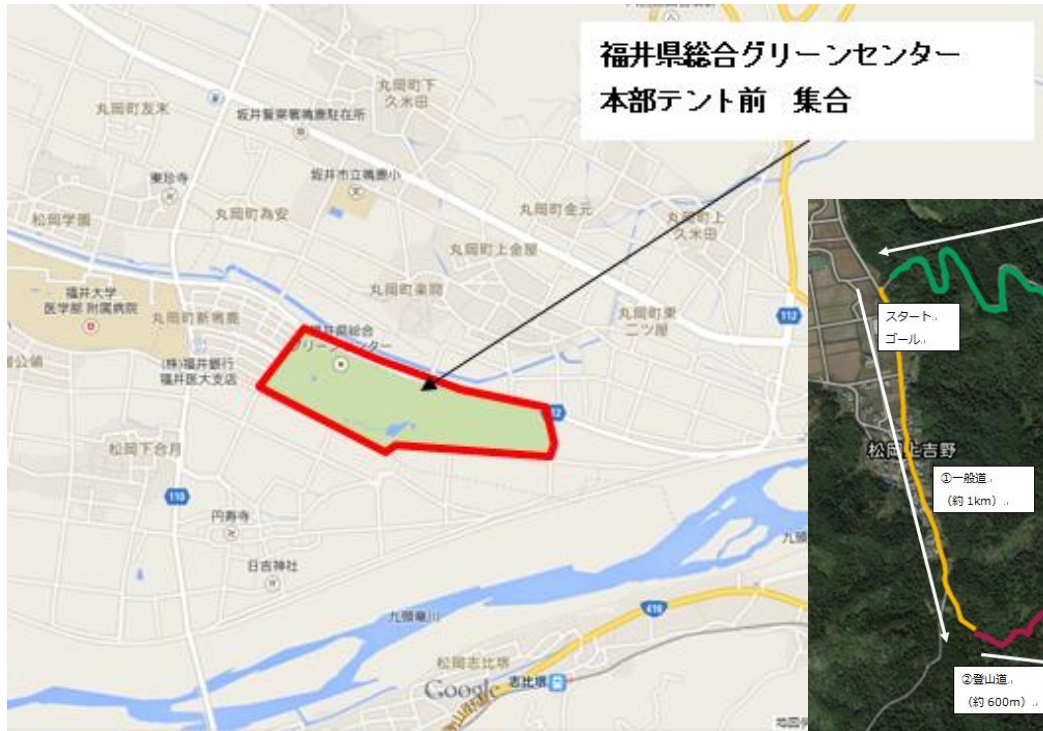 福井県総合グリーンセンター
本部テント前 集合
丸岡町下
久米田
丸岡町友末
坂井警察署鳴鹿駐在所
東珍寺
坂井市立鳴鹿小
松岡学園
丸岡町為安
丸岡町金元
丸岡町上
久米田
丸岡町上金屋
丸岡町楽間
福井大学
医学部 附属病院
丸岡町新鳴鹿
丸岡町東
二ツ屋
112
福井県総合
グリーンセンター
(株)福井銀行
福井医大支店
松岡下合月
110
円寿寺
日吉神社
九頭竜川
416
松岡志比堺
志比堺
Google
スタート
ゴール
松岡上吉野
①一般道
(約1km)
②登山道
(約600m)